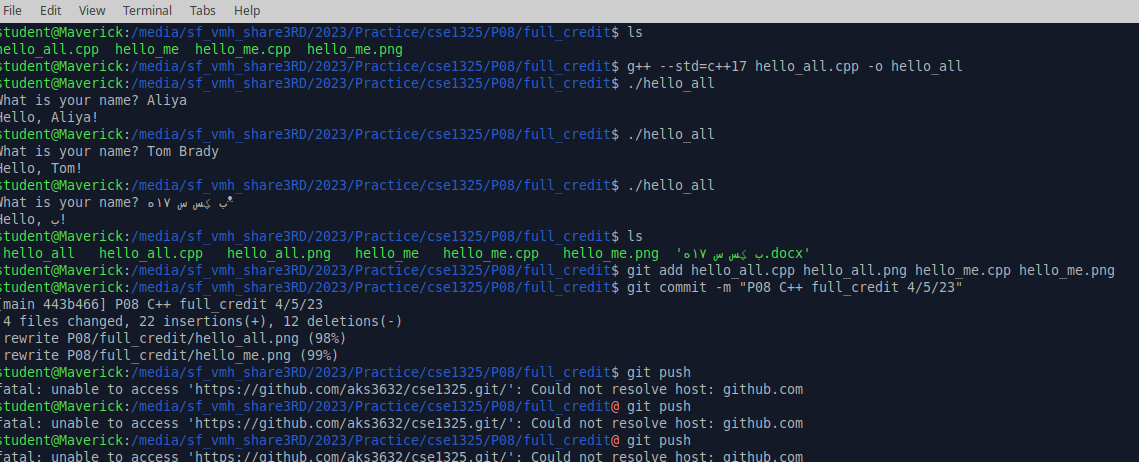 File Edit View Terminal Tabs Help
student@Maverick:/media/sf_vmh_share3RD/2023/Practice/cse1325/P08/full_credit$ ls
hello_all.cpp hello_me hello_me.cpp hello_me.png
student@Maverick:/media/sf_vmh_share3RD/2023/Practice/cse1325/P08/full_credit$ g++ --std=c++17 hello_all.cpp -o hello_all
student@Maverick:/media/sf_vmh_share3RD/2023/Practice/cse1325/P08/full_credit$ ./hello_all
What is your name? Aliya
Hello, Aliya!
student@Maverick:/media/sf_vmh_share3RD/2023/Practice/cse1325/P08/full_credit$ ./hello_all
What is your name? Tom Brady
Hello, Tom!
student@Maverick:/media/sf_vmh_share3RD/2023/Practice/cse1325/P08/full_credit$ ./hello_all
What is your name? ب س ١٧ه
Hello, ب!
student@Maverick:/media/sf_vmh_share3RD/2023/Practice/cse1325/P08/full_credit$ ls
hello_all hello_all.cpp hello_all.png hello_me hello_me.cpp hello_me.png 'ب س ١٧ه.docx'
student@Maverick:/media/sf_vmh_share3RD/2023/Practice/cse1325/P08/full_credit$ git add hello_all.cpp hello_all.png hello_me.cpp hello_me.png
student@Maverick:/media/sf_vmh_share3RD/2023/Practice/cse1325/P08/full_credit$ git commit -m "P08 C++ full_credit 4/5/23"
[main 443b466] P08 C++ full_credit 4/5/23
4 files changed, 22 insertions(+), 12 deletions(-)
rewrite P08/full_credit/hello_all.png (98%)
rewrite P08/full_credit/hello_me.png (99%)
student@Maverick:/media/sf_vmh_share3RD/2023/Practice/cse1325/P08/full_credit$ git push
fatal: unable to access 'https://github.com/aks3632/cse1325.git/': Could not resolve host: github.com
student@Maverick:/media/sf_vmh_share3RD/2023/Practice/cse1325/P08/full_credit@ git push
fatal: unable to access 'https://github.com/aks3632/cse1325.git/': Could not resolve host: github.com
student@Maverick:/media/sf_vmh_share3RD/2023/Practice/cse1325/P08/full_credit@ git push
fatal: unable to access 'https://github.com/aks3632/cse1325.git/': Could not resolve host: github.com